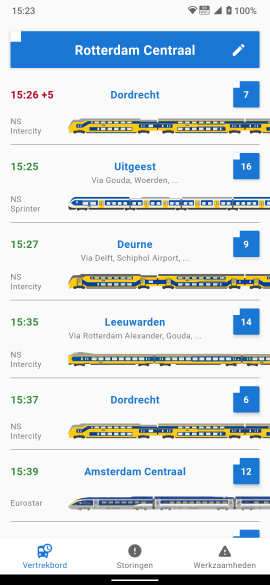 15:23
100%
Rotterdam Centraal
15:26 +5 Dordrecht 7
NS
Intercity
15:25 Uitgeest 16
Via Gouda, Woerden, ...
NS
Sprinter
15:27 Deurne 9
Via Delft, Schiphol Airport, ...
NS
Intercity
15:35 Leeuwarden 14
Via Rotterdam Alexander, Gouda, ...
NS
Intercity
15:37 Dordrecht 6
NS
Intercity
15:39 Amsterdam Centraal 12
Eurostar
Vertrekbord Storingen Werkzaamheden